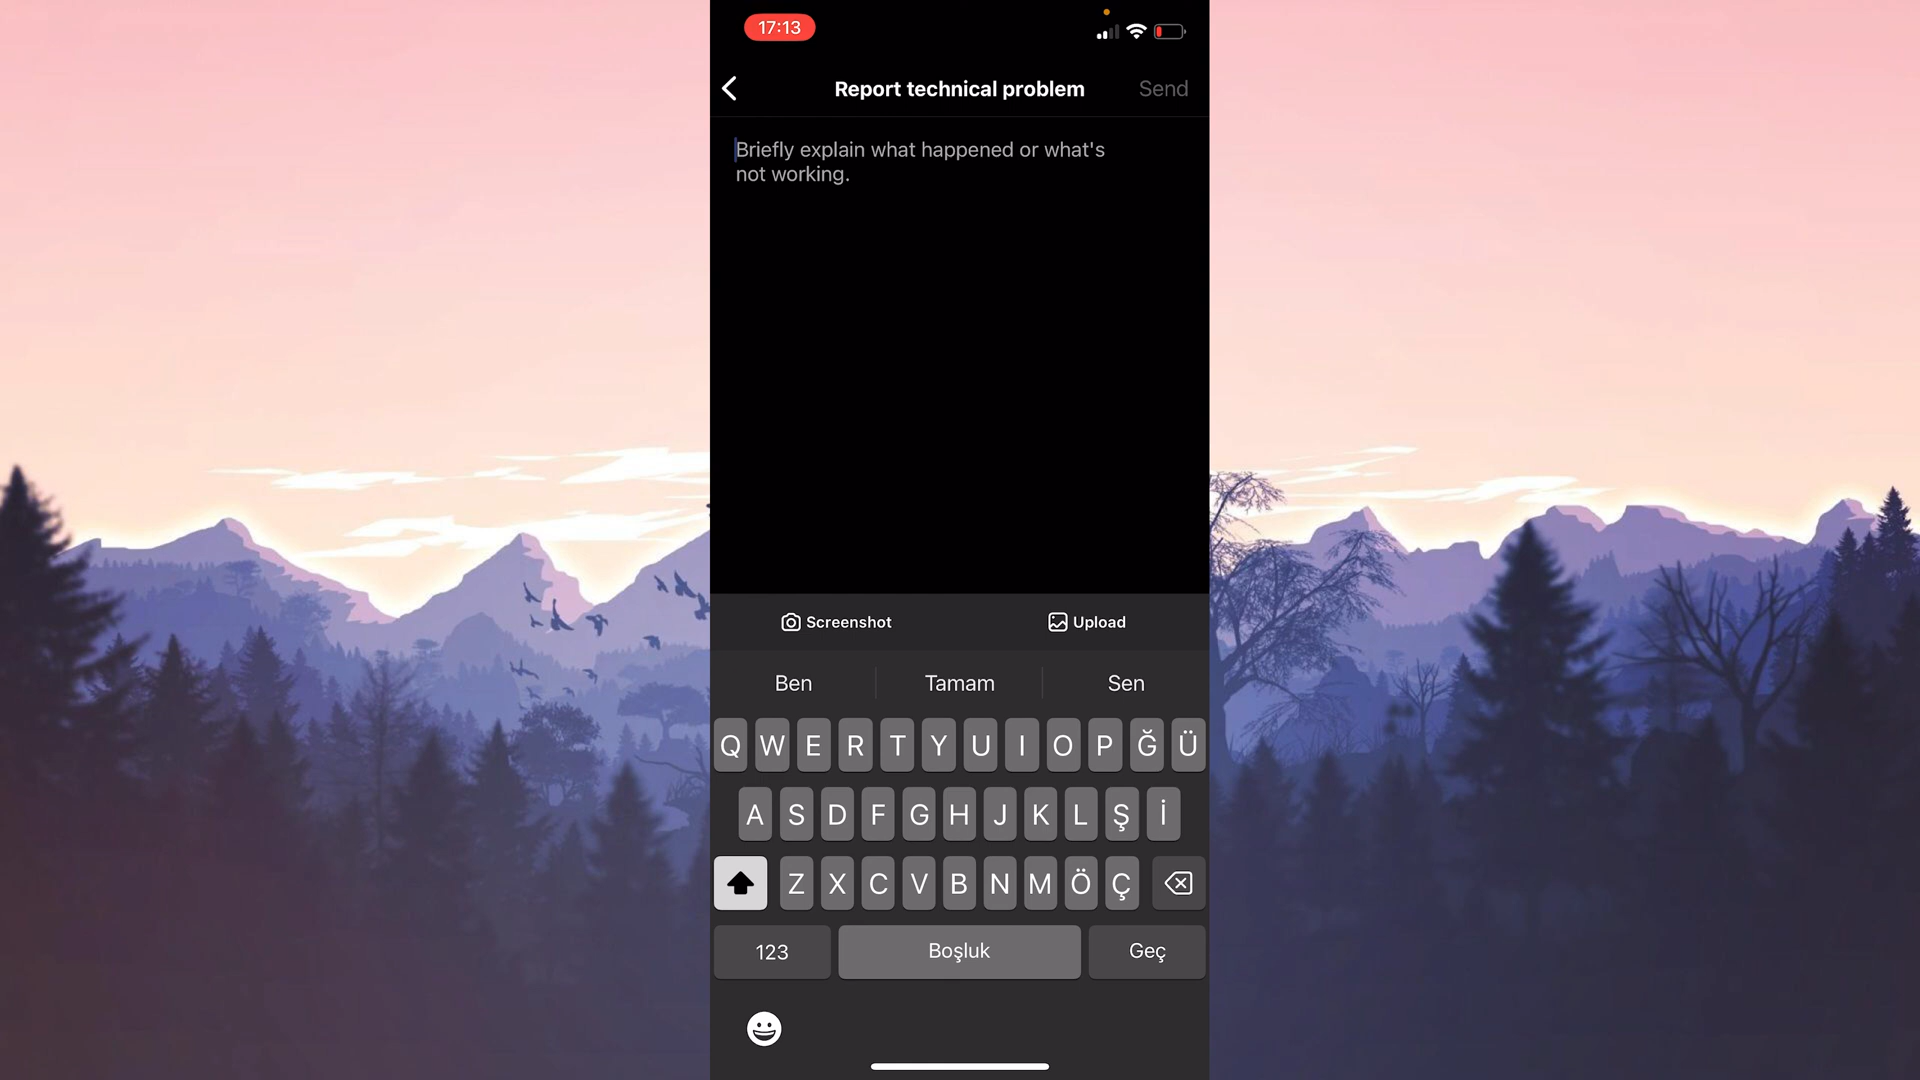 17:13
Report technical problem
Send
Briefly explain what happened or what's
not working.
Screenshot
Upload
Ben
Tamam
Sen
Q W E R T Y U I O P Ğ Ü
A S D F G H J K L Ş İ
Z X C V B N M Ö Ç
123
Boşluk
Geç